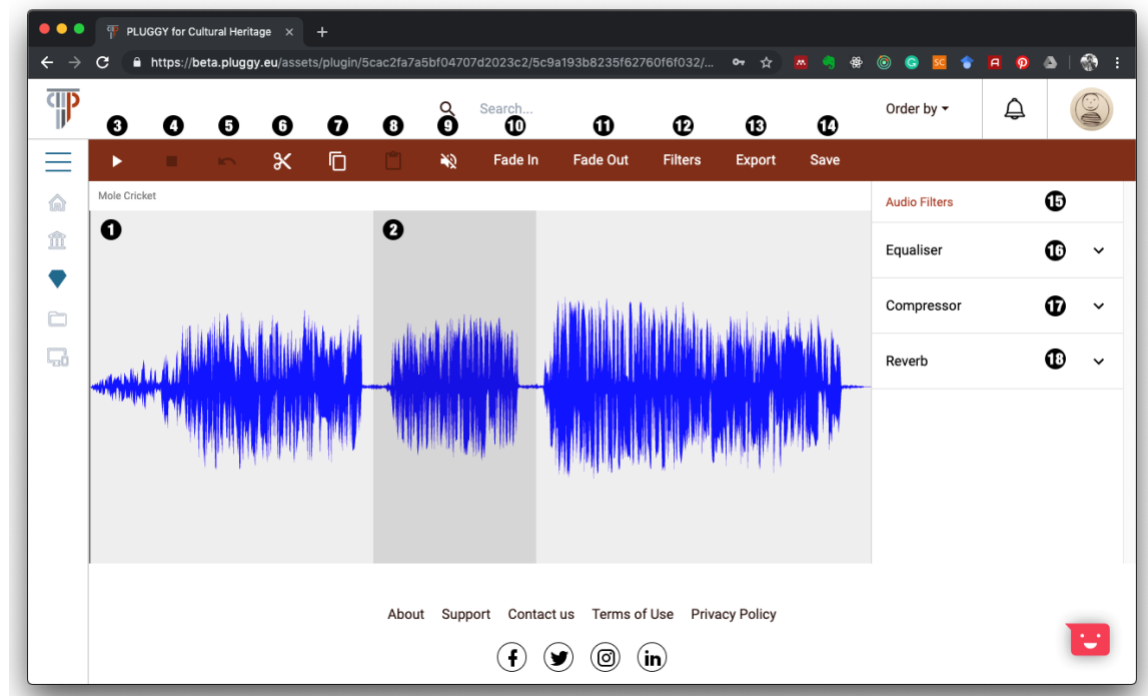 PLUGGY for Cultural Heritage
https://beta.pluggy.eu/assets/plugin/5cac2fa7a5bf04707d2023c2/5c9a193b8235f62760f6f032/...
Search...
Order by
3 4 5 6 7 8 9 10 11 12 13 14
Fade In Fade Out Filters Export Save
Mole Cricket
1 2
Audio Filters 15
Equaliser 16
Compressor 17
Reverb 18
About Support Contact us Terms of Use Privacy Policy